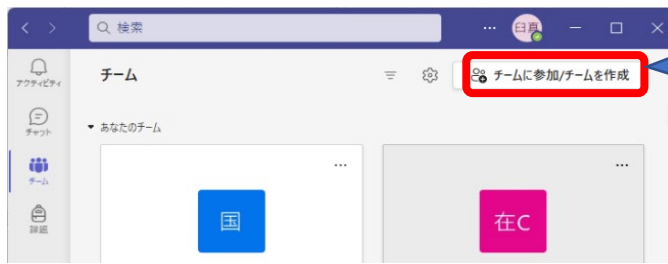 検索
臼真
アクティビティ
チーム
チームに参加/チームを作成
チャット
あなたのチーム
チーム
国
在C
課題